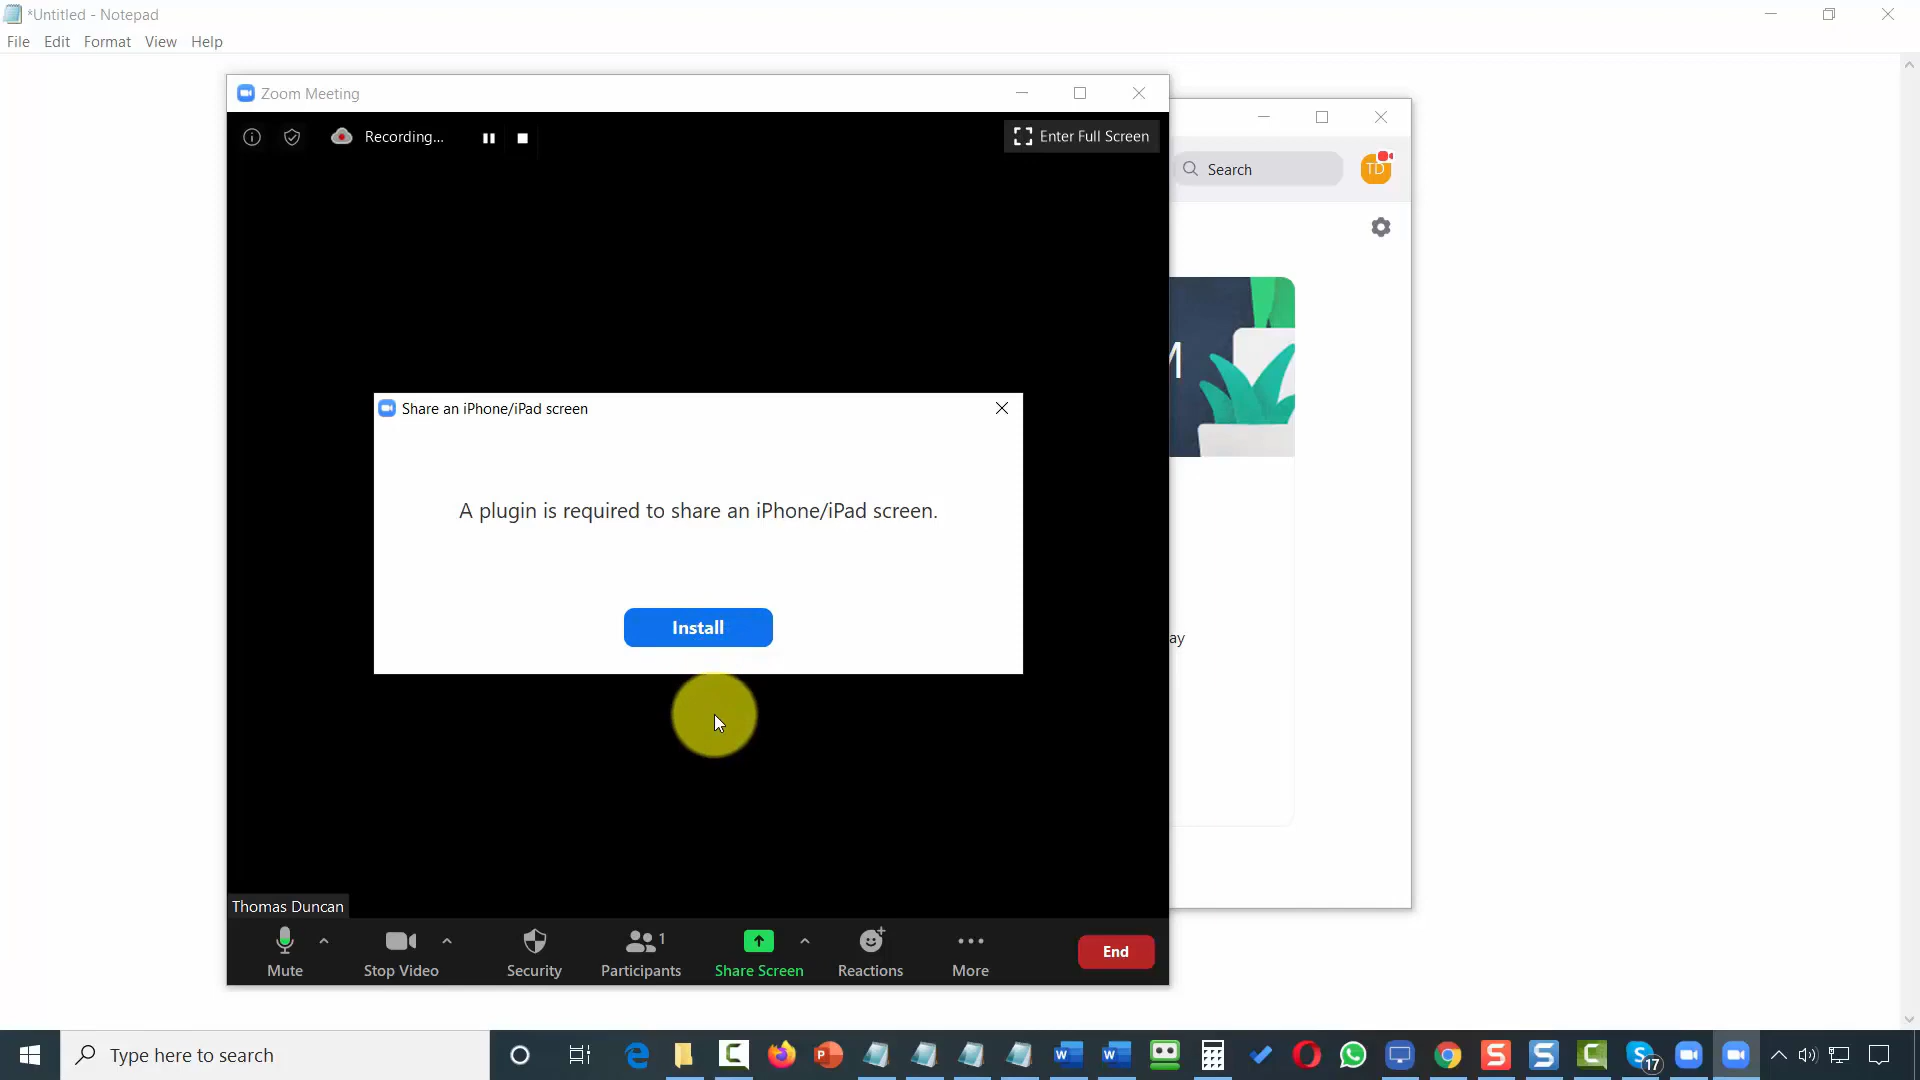 *Untitled - Notepad
File Edit Format View Help
Zoom Meeting
Recording...
Enter Full Screen
Search
TD
M
Share an iPhone/iPad screen
A plugin is required to share an iPhone/iPad screen.
Install
ay
Thomas Duncan
1
Mute
Stop Video
Security
Participants
Share Screen
Reactions
More
End
Type here to search
17